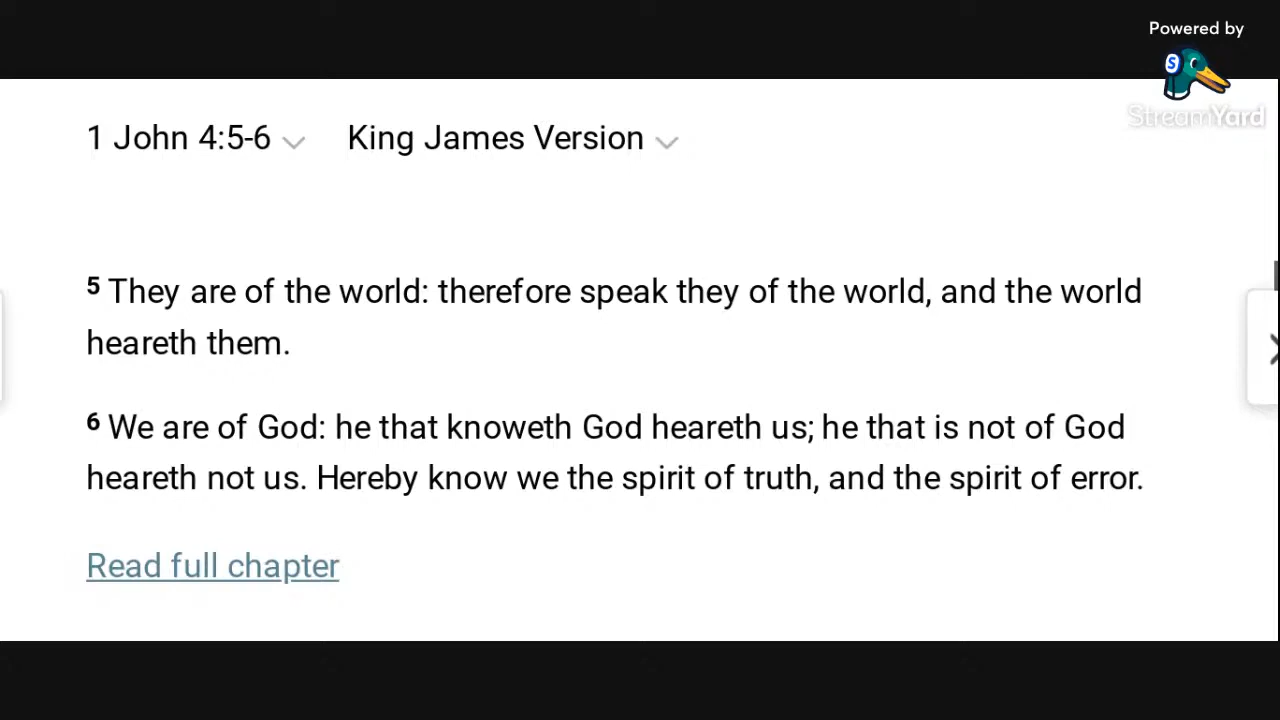 Powered by
StreamYard
1 John 4:5-6 King James Version
5 They are of the world: therefore speak they of the world, and the world
heareth them.
6 We are of God: he that knoweth God heareth us; he that is not of God
heareth not us. Hereby know we the spirit of truth, and the spirit of error.
Read full chapter